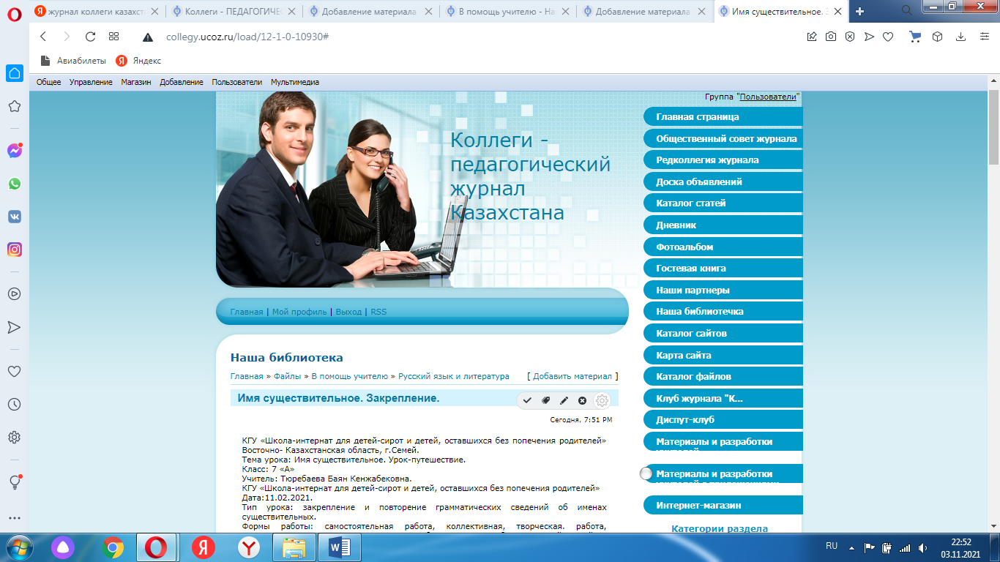 журнал коллеги казахст
Коллеги - ПЕДАГОГИЧЕС
Добавление материала
В помощь учителю - На
Добавление материала
Имя существительное. З
collegy.ucoz.ru/load/12-1-0-10930#
Авиабилеты
Яндекс
Общее Управление Магазин Добавление Пользователи Мультимедиа
Группа "Пользователи"
Коллеги -
педагогический
журнал
Казахстана
Главная страница
Общественный совет журнала
Редколлегия журнала
Доска объявлений
Каталог статей
Дневник
Фотоальбом
Гостевая книга
Наши партнеры
Наша библиотечка
Каталог сайтов
Карта сайта
Каталог файлов
Клуб журнала "К...
Диспут-клуб
Материалы и разработки
Материалы и разработки
Интернет-магазин
Категории раздела
Главная | Мой профиль | Выход | RSS
Наша библиотека
Главная » Файлы » В помощь учителю » Русский язык и литература [ Добавить материал ]
Имя существительное. Закрепление.
Сегодня, 7:51 PM
КГУ «Школа-интернат для детей-сирот и детей, оставшихся без попечения родителей»
Восточно- Казахстанская область, г.Семей.
Тема урока: Имя существительное. Урок-путешествие.
Класс: 7 «А»
Учитель: Тюребаева Баян Кенжабековна.
КГУ «Школа-интернат для детей-сирот и детей, оставшихся без попечения родителей»
Дата:11.02.2021.
Тип урока: закрепление и повторение грамматических сведений об именах
существительных.
Формы работы: самостоятельная работа, коллективная, творческая. работа,
RU
22:52
03.11.2021